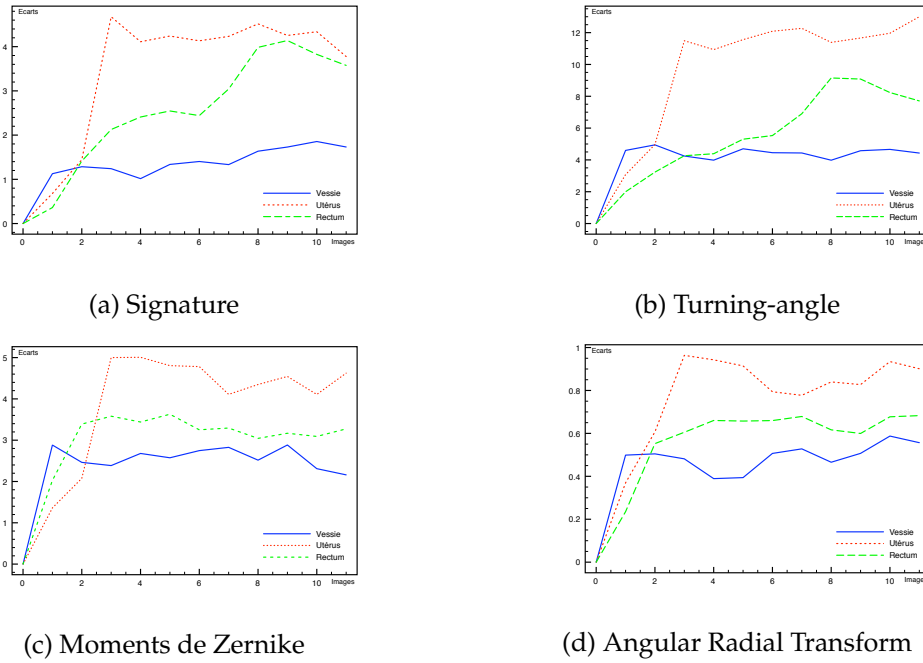 Ecarts
4
3
2
1
0
0 2 4 6 8 10 Images
Vessie
Utérus
Rectum
(a) Signature
Ecarts
12
10
8
6
4
2
0
0 2 4 6 8 10 Images
Vessie
Utérus
Rectum
(b) Turning-angle
Ecarts
5
4
3
2
1
0
0 2 4 6 8 10 Images
Vessie
Utérus
Rectum
(c) Moments de Zernike
Ecarts
1
0.8
0.6
0.4
0.2
0
0 2 4 6 8 10 Images
Vessie
Utérus
Rectum
(d) Angular Radial Transform